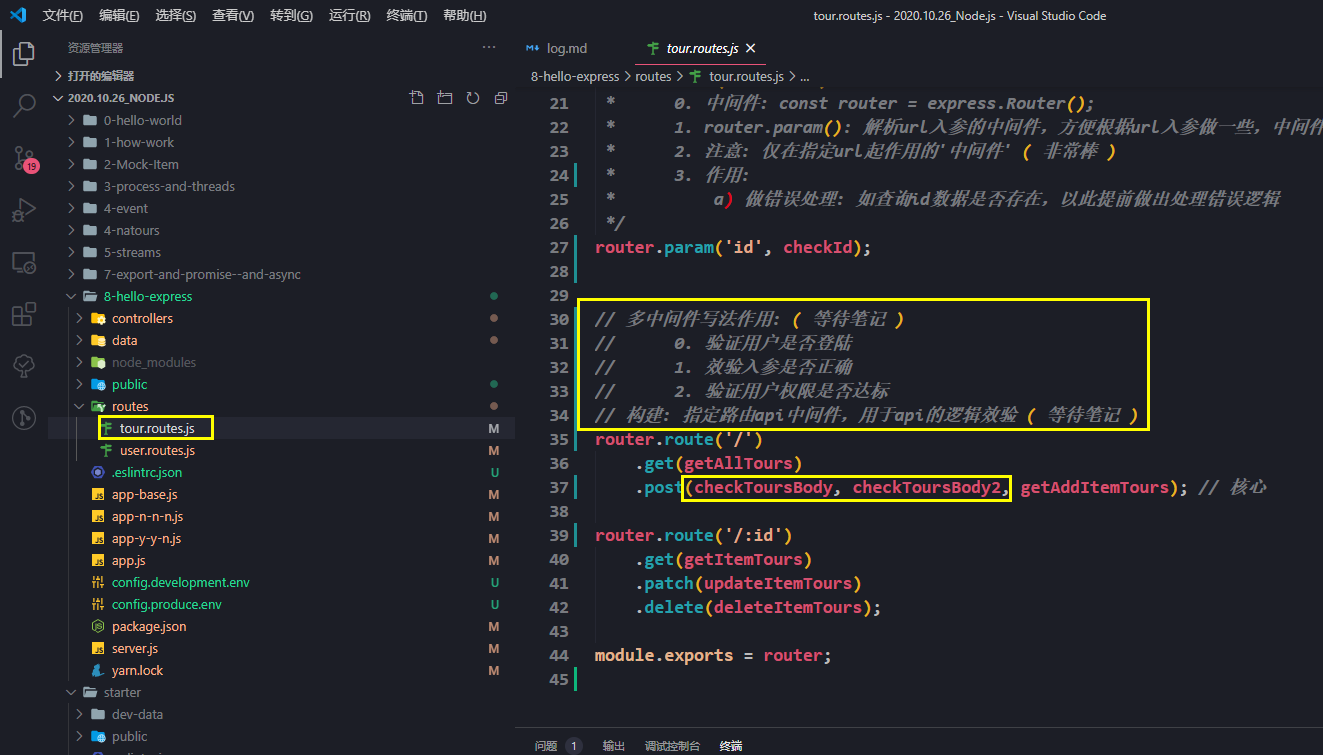 文件(F) 编辑(E) 选择(S) 查看(V) 转到(G) 运行(R) 终端(T) 帮助(H) tour.routes.js - 2020.10.26_Node.js - Visual Studio Code
资源管理器 ...
打开的编辑器
2020.10.26_NODE.JS
0-hello-world
1-how-work
2-Mock-Item
3-process-and-threads
4-event
4-natours
5-streams
7-export-and-promise--and-async
8-hello-express
controllers
data
node_modules
public
routes
tour.routes.js M
user.routes.js M
.eslintrc.json U
app-base.js M
app-n-n-n.js M
app-y-y-n.js M
app.js M
config.development.env U
config.produce.env U
package.json M
server.js M
yarn.lock M
starter
dev-data
public
19
log.md tour.routes.js
8-hello-express > routes > tour.routes.js > ...
21 * 0. 中间件: const router = express.Router();
22 * 1. router.param(): 解析url入参的中间件，方便根据url入参做一些，中间件
23 * 2. 注意: 仅在指定url起作用的'中间件' ( 非常棒 )
24 * 3. 作用:
25 * a) 做错误处理: 如查询id数据是否存在，以此提前做出处理错误逻辑
26 */
27 router.param('id', checkId);
28
29
30 // 多中间件写法作用: ( 等待笔记 )
31 // 0. 验证用户是否登陆
32 // 1. 效验入参是否正确
33 // 2. 验证用户权限是否达标
34 // 构建: 指定路由api中间件，用于api的逻辑效验 ( 等待笔记 )
35 router.route('/')
36 .get(getAllTours)
37 .post(checkToursBody, checkToursBody2, getAddItemTours); // 核心
38
39 router.route('/:id')
40 .get(getItemTours)
41 .patch(updateItemTours)
42 .delete(deleteItemTours);
43
44 module.exports = router;
45
问题 1 输出 调试控制台 终端